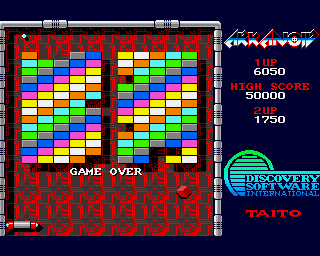 ARKANOID
1UP
6050
HIGH SCORE
50000
2UP
1750
GAME OVER
DISCOVERY
SOFTWARE
INTERNATIONAL
TAITO